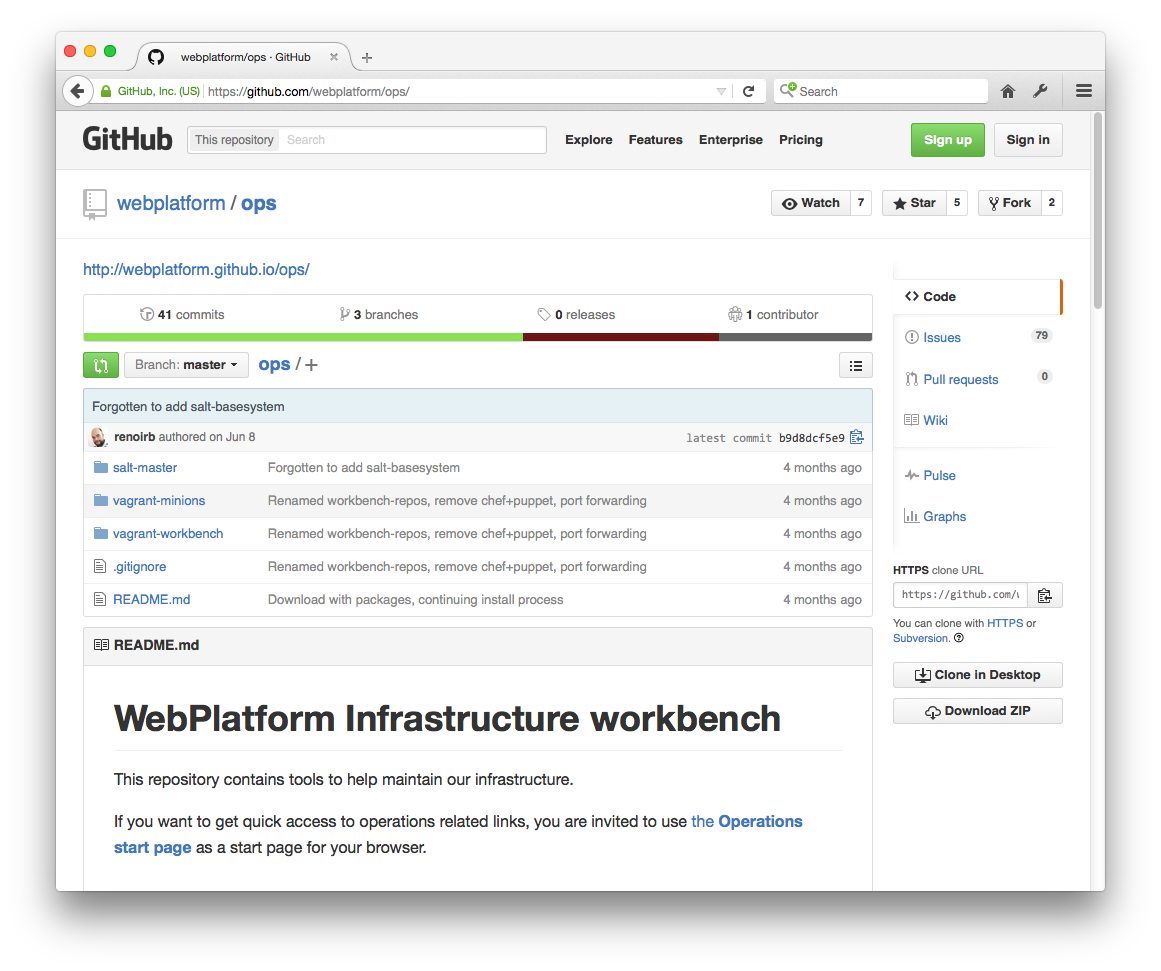 webplatform/ops · GitHub
GitHub, Inc. (US) https://github.com/webplatform/ops/ Search
GitHub This repository Search Explore Features Enterprise Pricing Sign up Sign in
webplatform / ops Watch 7 Star 5 Fork 2
http://webplatform.github.io/ops/
41 commits 3 branches 0 releases 1 contributor
Branch: master ops / +
Forgotten to add salt-basesystem
renoirb authored on Jun 8 latest commit b9d8dcf5e9
salt-master Forgotten to add salt-basesystem 4 months ago
vagrant-minions Renamed workbench-repos, remove chef+puppet, port forwarding 4 months ago
vagrant-workbench Renamed workbench-repos, remove chef+puppet, port forwarding 4 months ago
.gitignore Renamed workbench-repos, remove chef+puppet, port forwarding 4 months ago
README.md Download with packages, continuing install process 4 months ago
README.md
WebPlatform Infrastructure workbench
This repository contains tools to help maintain our infrastructure.
If you want to get quick access to operations related links, you are invited to use the Operations
start page as a start page for your browser.
Code
Issues 79
Pull requests 0
Wiki
Pulse
Graphs
HTTPS clone URL
https://github.com/
You can clone with HTTPS or
Subversion.
Clone in Desktop
Download ZIP